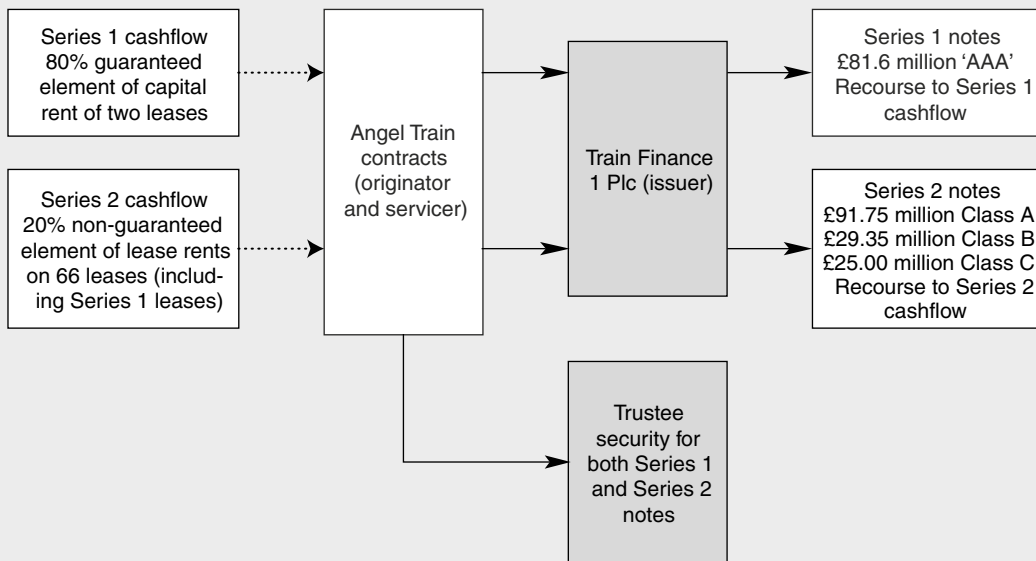 Series 1 cashflow
80% guaranteed
element of capital
rent of two leases
Series 2 cashflow
20% non-guaranteed
element of lease rents
on 66 leases (includ-
ing Series 1 leases)
Angel Train
contracts
(originator
and servicer)
Train Finance
1 Plc (issuer)
Trustee
security for
both Series 1
and Series 2
notes
Series 1 notes
£81.6 million ‘AAA’
Recourse to Series 1
cashflow
Series 2 notes
£91.75 million Class A
£29.35 million Class B
£25.00 million Class C
Recourse to Series 2
cashflow